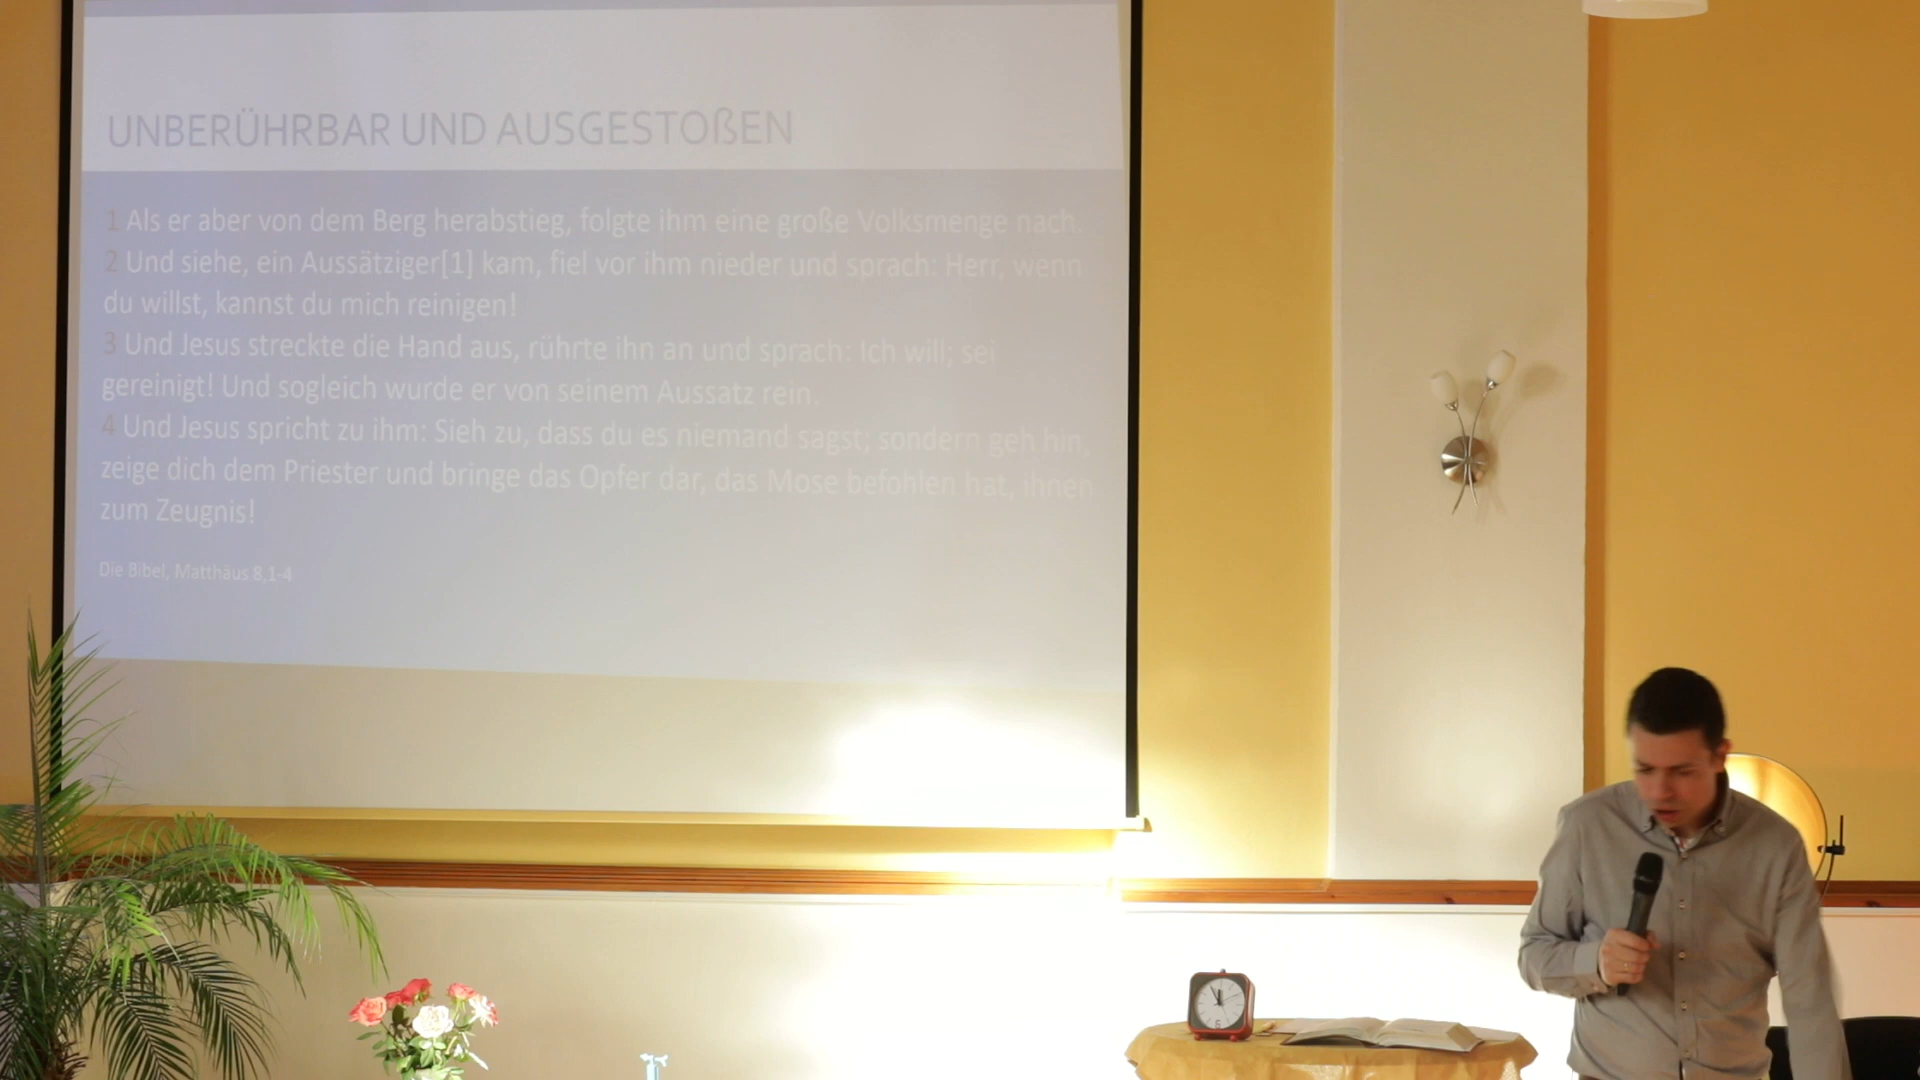 UNBERÜHRBAR UND AUSGESTOßEN
1 Als er aber von dem Berg herabstieg, folgte ihm eine große Volksmenge nach.
2 Und siehe, ein Aussätziger[1] kam, fiel vor ihm nieder und sprach: Herr, wenn
du willst, kannst du mich reinigen!
3 Und Jesus streckte die Hand aus, rührte ihn an und sprach: Ich will; sei
gereinigt! Und sogleich wurde er von seinem Aussatz rein.
4 Und Jesus spricht zu ihm: Sieh zu, dass du es niemand sagst; sondern geh hin,
zeige dich dem Priester und bringe das Opfer dar, das Mose befohlen hat, ihnen
zum Zeugnis!
Die Bibel, Matthäus 8,1-4